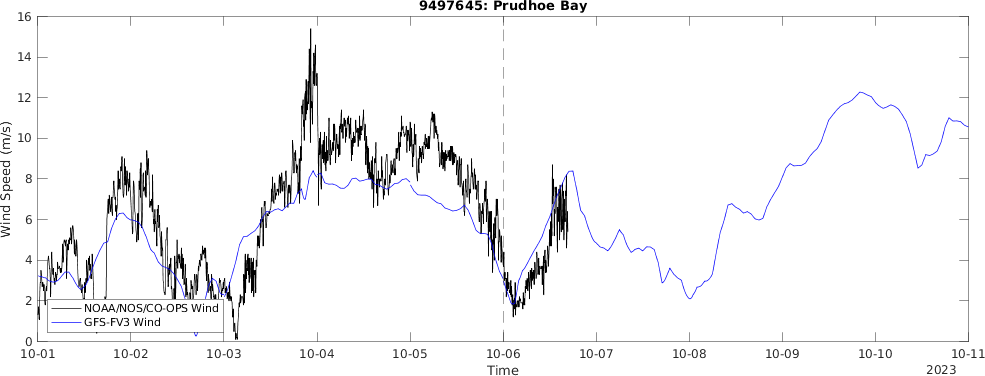 9497645: Prudhoe Bay
16
14
12
10
8
6
4
2
0
Wind Speed (m/s)
NOAA/NOS/CO-OPS Wind
GFS-FV3 Wind
10-01 10-02 10-03 10-04 10-05 10-06 10-07 10-08 10-09 10-10 10-11
Time
2023